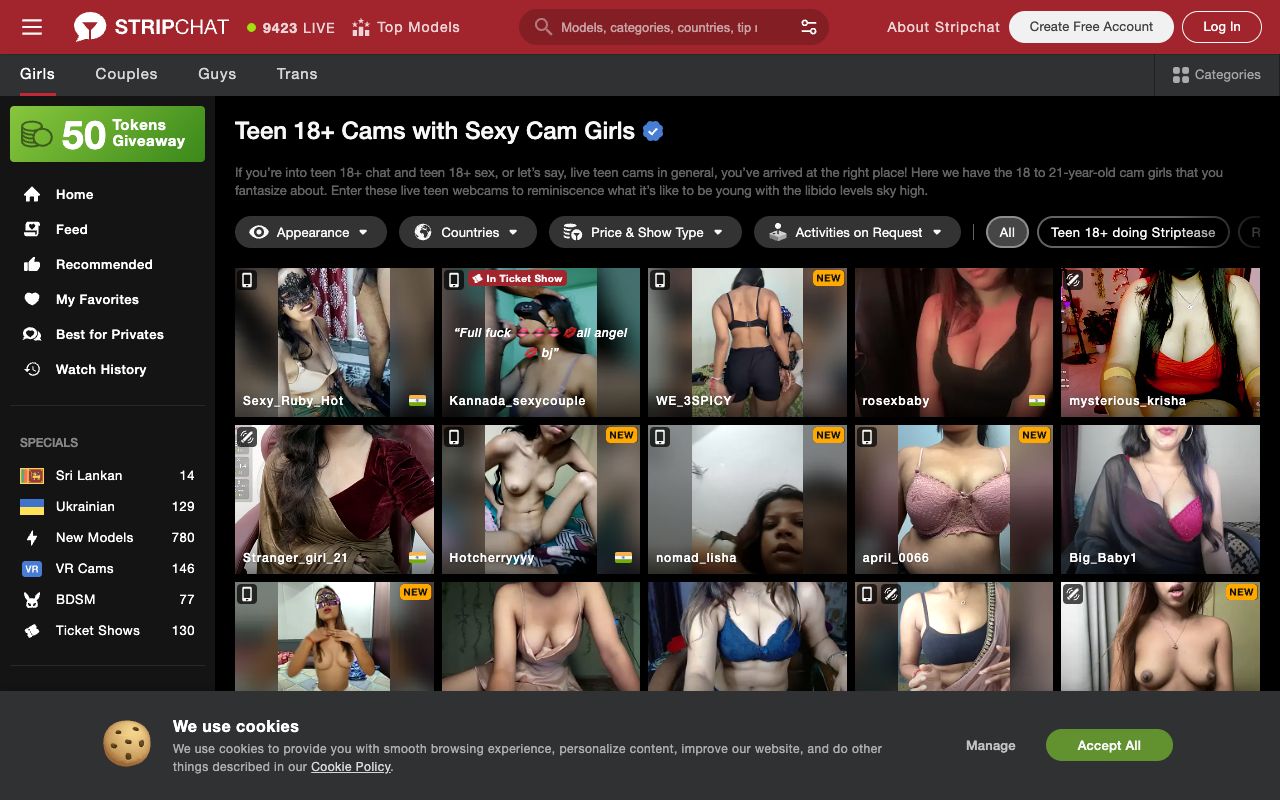 STRIPCHAT
9423 LIVE
Top Models
Models, categories, countries, tip
About Stripchat
Create Free Account
Log In
Girls
Couples
Guys
Trans
Categories
50 Tokens Giveaway
Home
Feed
Recommended
My Favorites
Best for Privates
Watch History
SPECIALS
Sri Lankan 14
Ukrainian 129
New Models 780
VR VR Cams 146
BDSM 77
Ticket Shows 130
Teen 18+ Cams with Sexy Cam Girls
If you're into teen 18+ chat and teen 18+ sex, or let's say, live teen cams in general, you've arrived at the right place! Here we have the 18 to 21-year-old cam girls that you
fantasize about. Enter these live teen webcams to reminiscence what it's like to be young with the libido levels sky high.
Appearance
Countries
Price & Show Type
Activities on Request
All
Teen 18+ doing Striptease
Sexy_Ruby_Hot
In Ticket Show
"Full fuck 💋💋💋💋all angel
💋 bj"
Kannada_sexycouple
NEW
WE_3SPICY
rosexbaby
mysterious_krisha
Stranger_girl_21
NEW
Hotcherryyyy
NEW
nomad_lisha
NEW
april_0066
Big_Baby1
NEW
NEW
We use cookies
We use cookies to provide you with smooth browsing experience, personalize content, improve our website, and do other
things described in our Cookie Policy.
Manage
Accept All